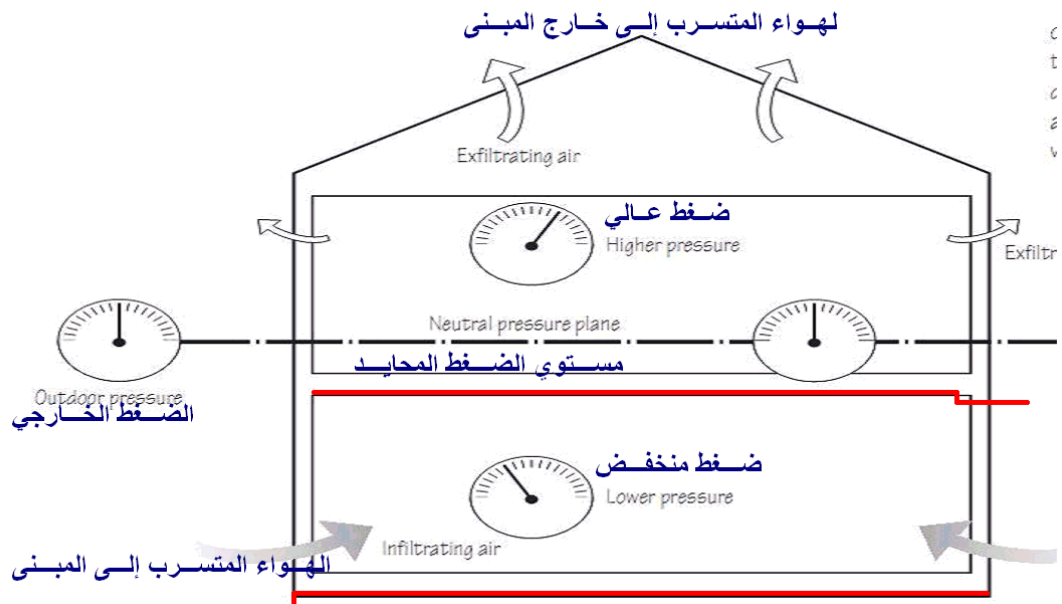 لهـواء المتسـرب إلـى خـارج المبـنى
Exfiltrating air
ضـغط عـالي
Higher pressure
Exfiltr
Neutral pressure plane
مسـتوي الضـغط المحايـد
Outdoor pressure
الضـغط الخـارجي
ضـغط منخفـض
Lower pressure
Infiltrating air
الهـواء المتسـرب إلـى المبـنى